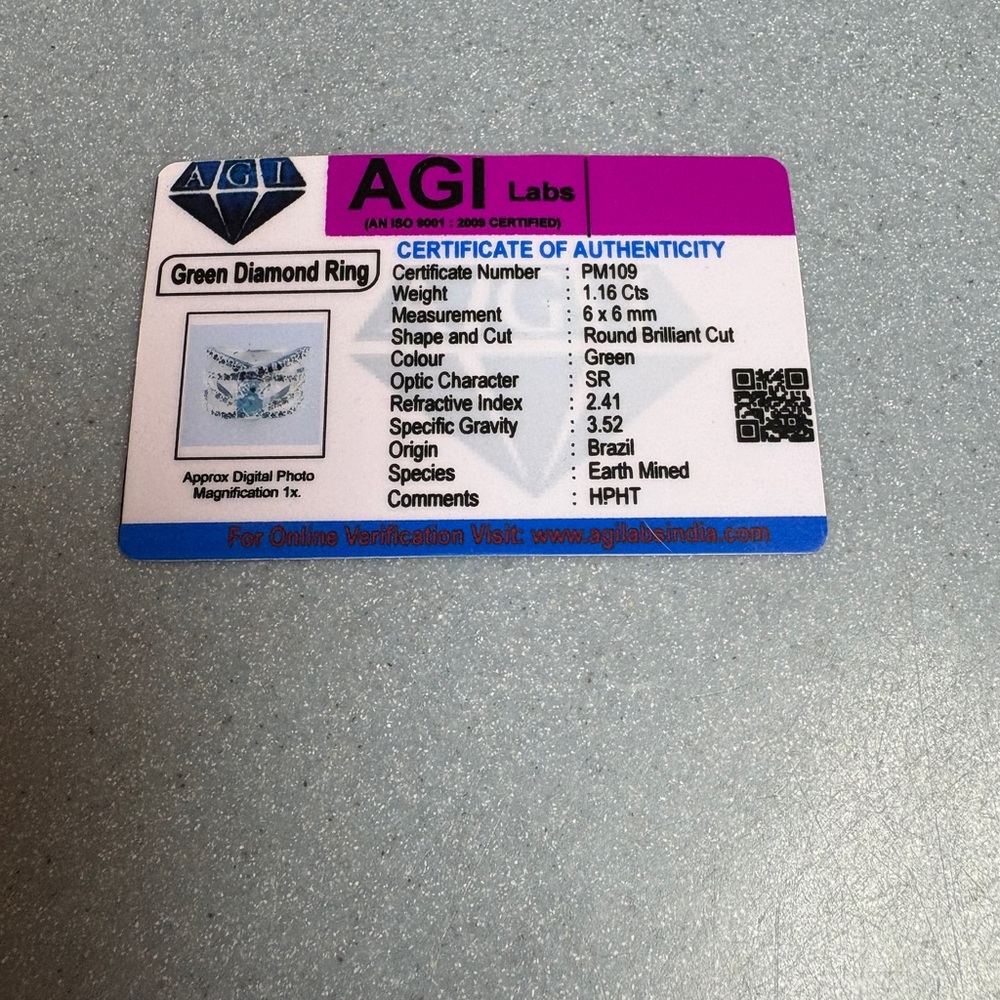 AGI
AGI Labs
(AN ISO 9001 : 2009 CERTIFIED)
CERTIFICATE OF AUTHENTICITY
Green Diamond Ring
Certificate Number : PM109
Weight : 1.16 Cts
Measurement : 6 x 6 mm
Shape and Cut : Round Brilliant Cut
Colour : Green
Optic Character : SR
Refractive Index : 2.41
Specific Gravity : 3.52
Origin : Brazil
Species : Earth Mined
Comments : HPHT
Approx Digital Photo
Magnification 1x.
For Online Verification Visit: www.agilabsindia.com